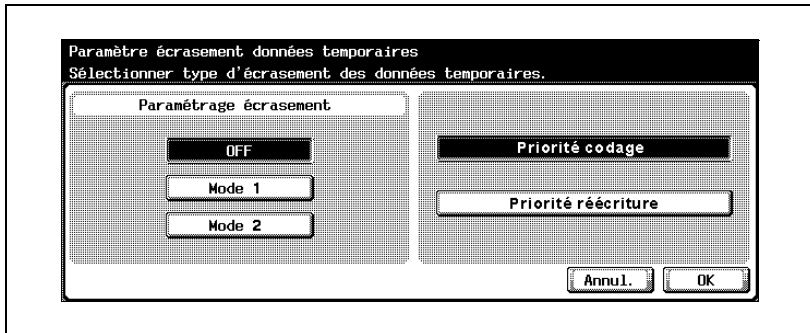 Paramètre écrasement données temporaires
Sélectionner type d'écrasement des données temporaires.
Paramétrage écrasement
OFF
Mode 1
Mode 2
Priorité codage
Priorité réécriture
Annul.
OK